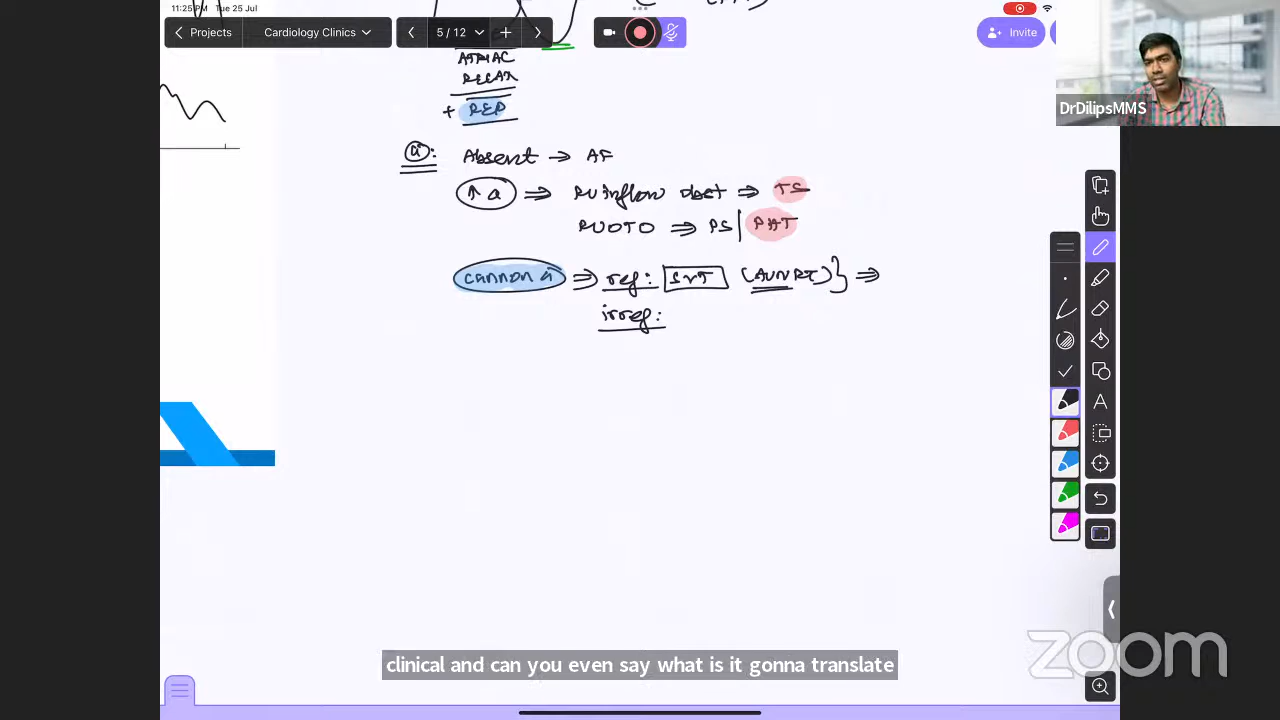 11:25 PM Tue 25 Jul
Projects Cardiology Clinics 5 / 12 Invite
ATRIAL
RELAX
+ REP
DrDilipsMMS
a: Absent → AF
↑ a ⇒ RV inflow obst ⇒ TS
RVOTO ⇒ PS | PAT
cannon a ⇒ reg: SVT (AVNRT)} ⇒
irreg:
A
clinical and can you even say what is it gonna translate
zoom